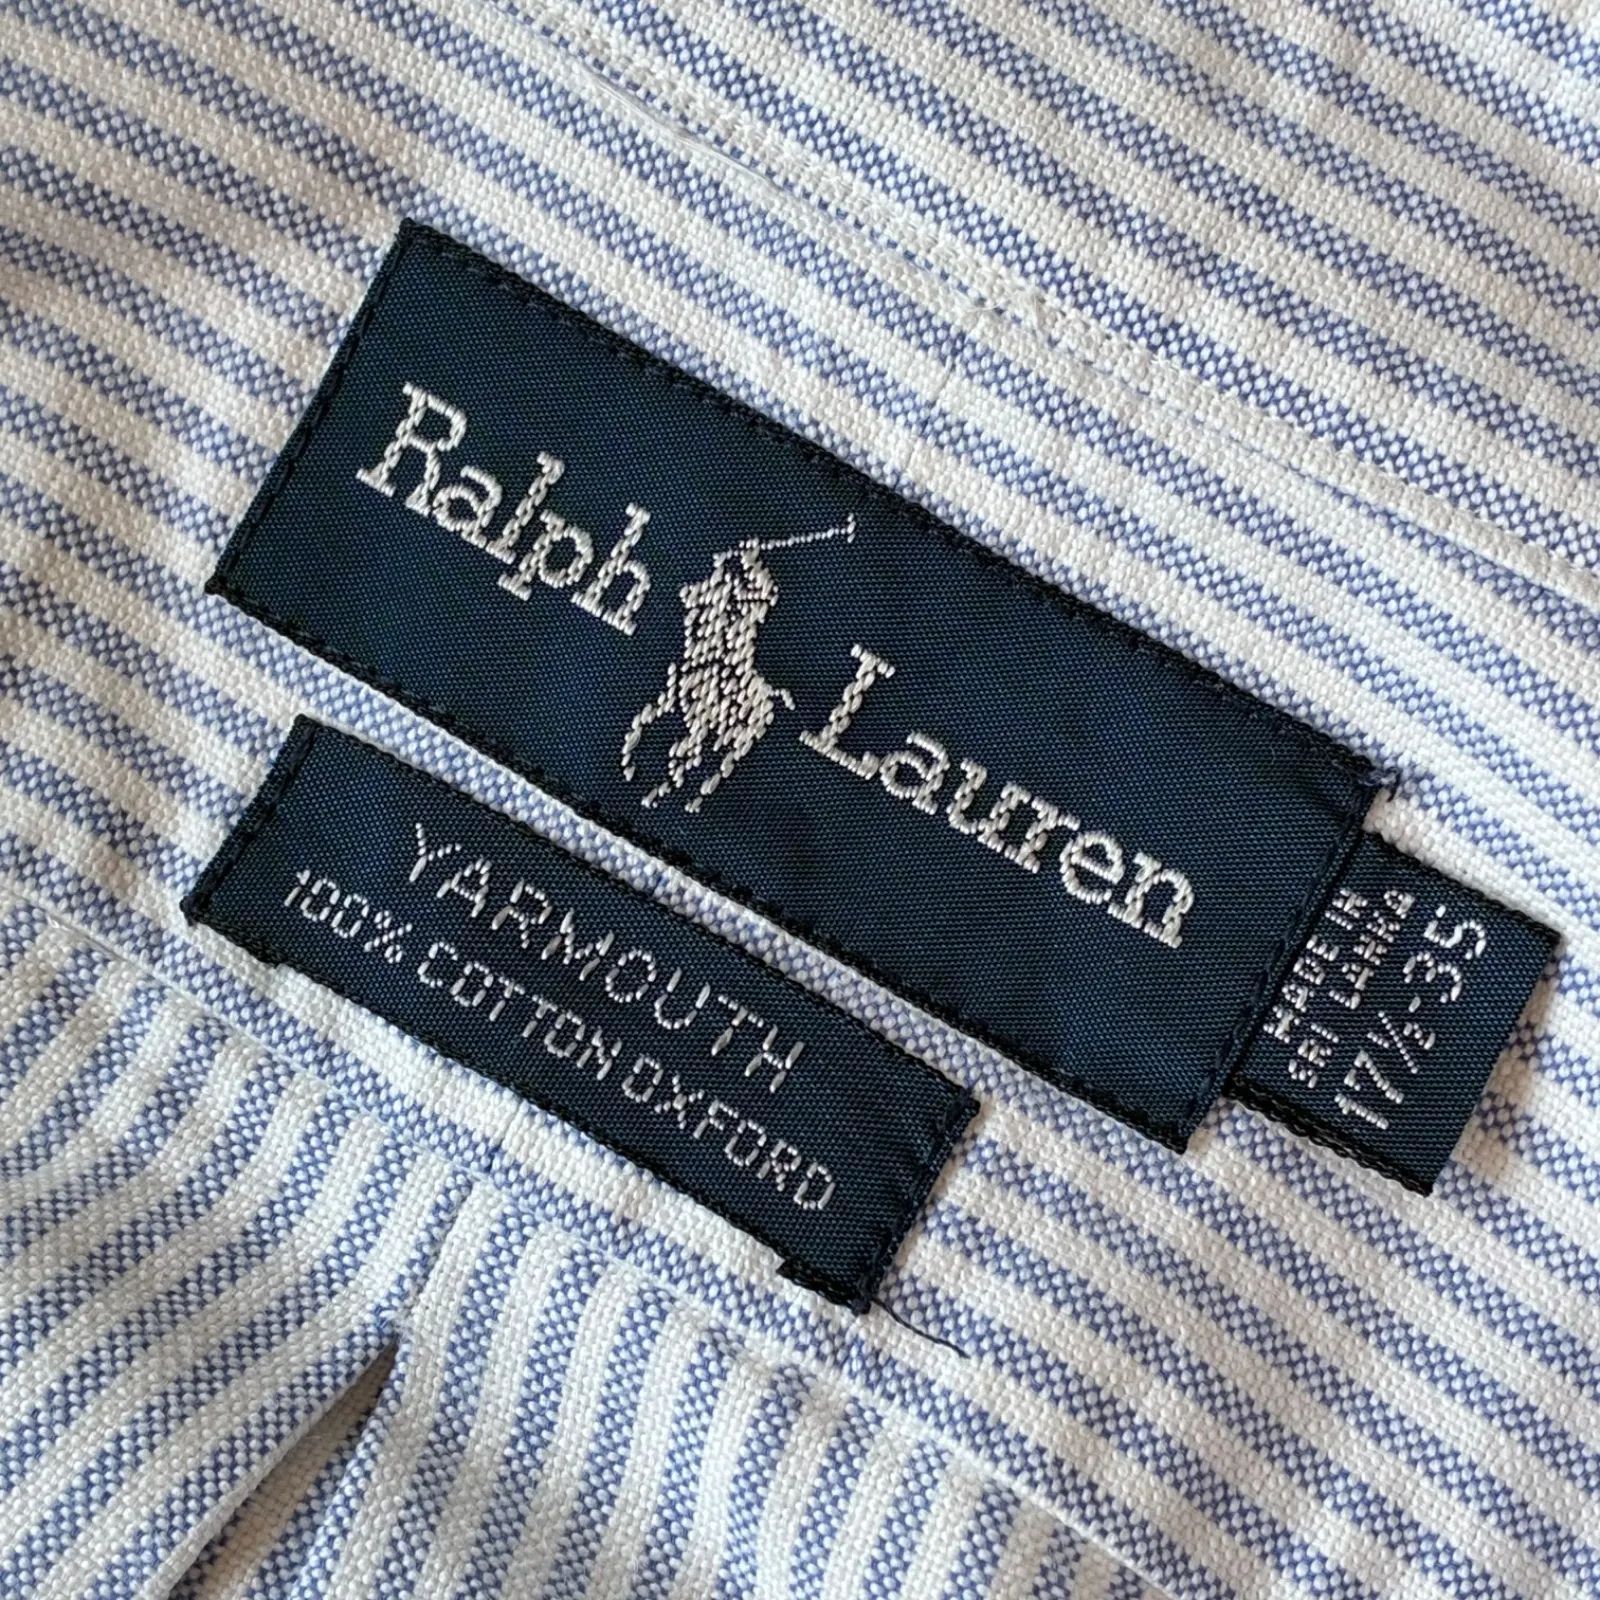 Ralph Lauren
YARMOUTH
100% COTTON OXFORD
MADE IN
SRI LANKA
17½-35